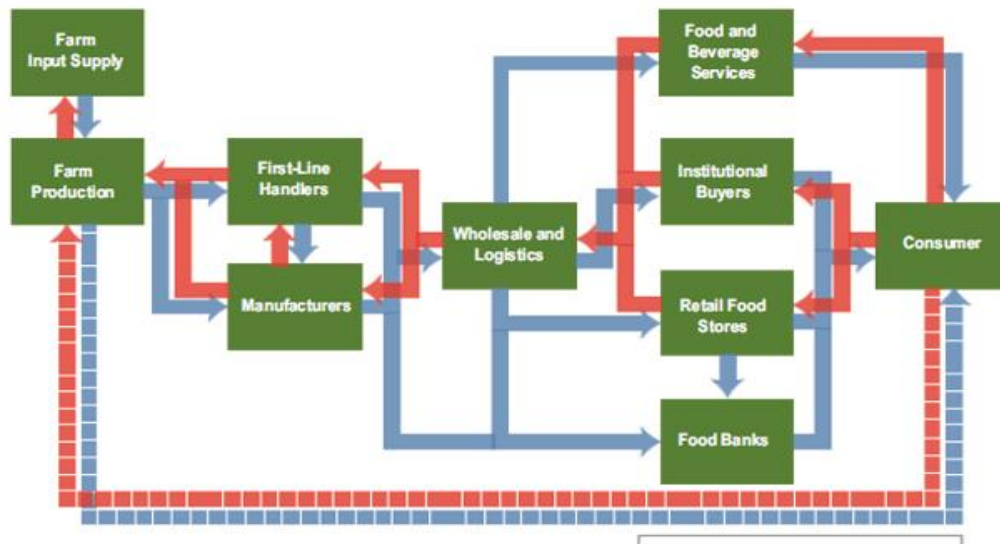 Farm
Input Supply
Food and
Beverage
Services
Farm
Production
First-Line
Handlers
Institutional
Buyers
Wholesale and
Logistics
Consumer
Manufacturers
Retail Food
Stores
Food Banks